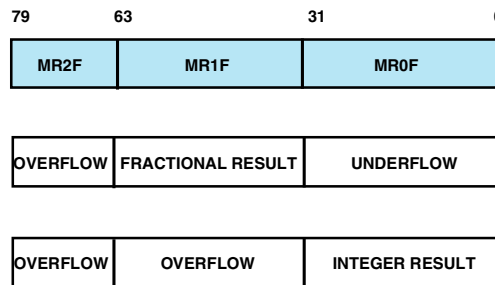 79 63 31
MR2F MR1F MR0F
OVERFLOW FRACTIONAL RESULT UNDERFLOW
OVERFLOW OVERFLOW INTEGER RESULT